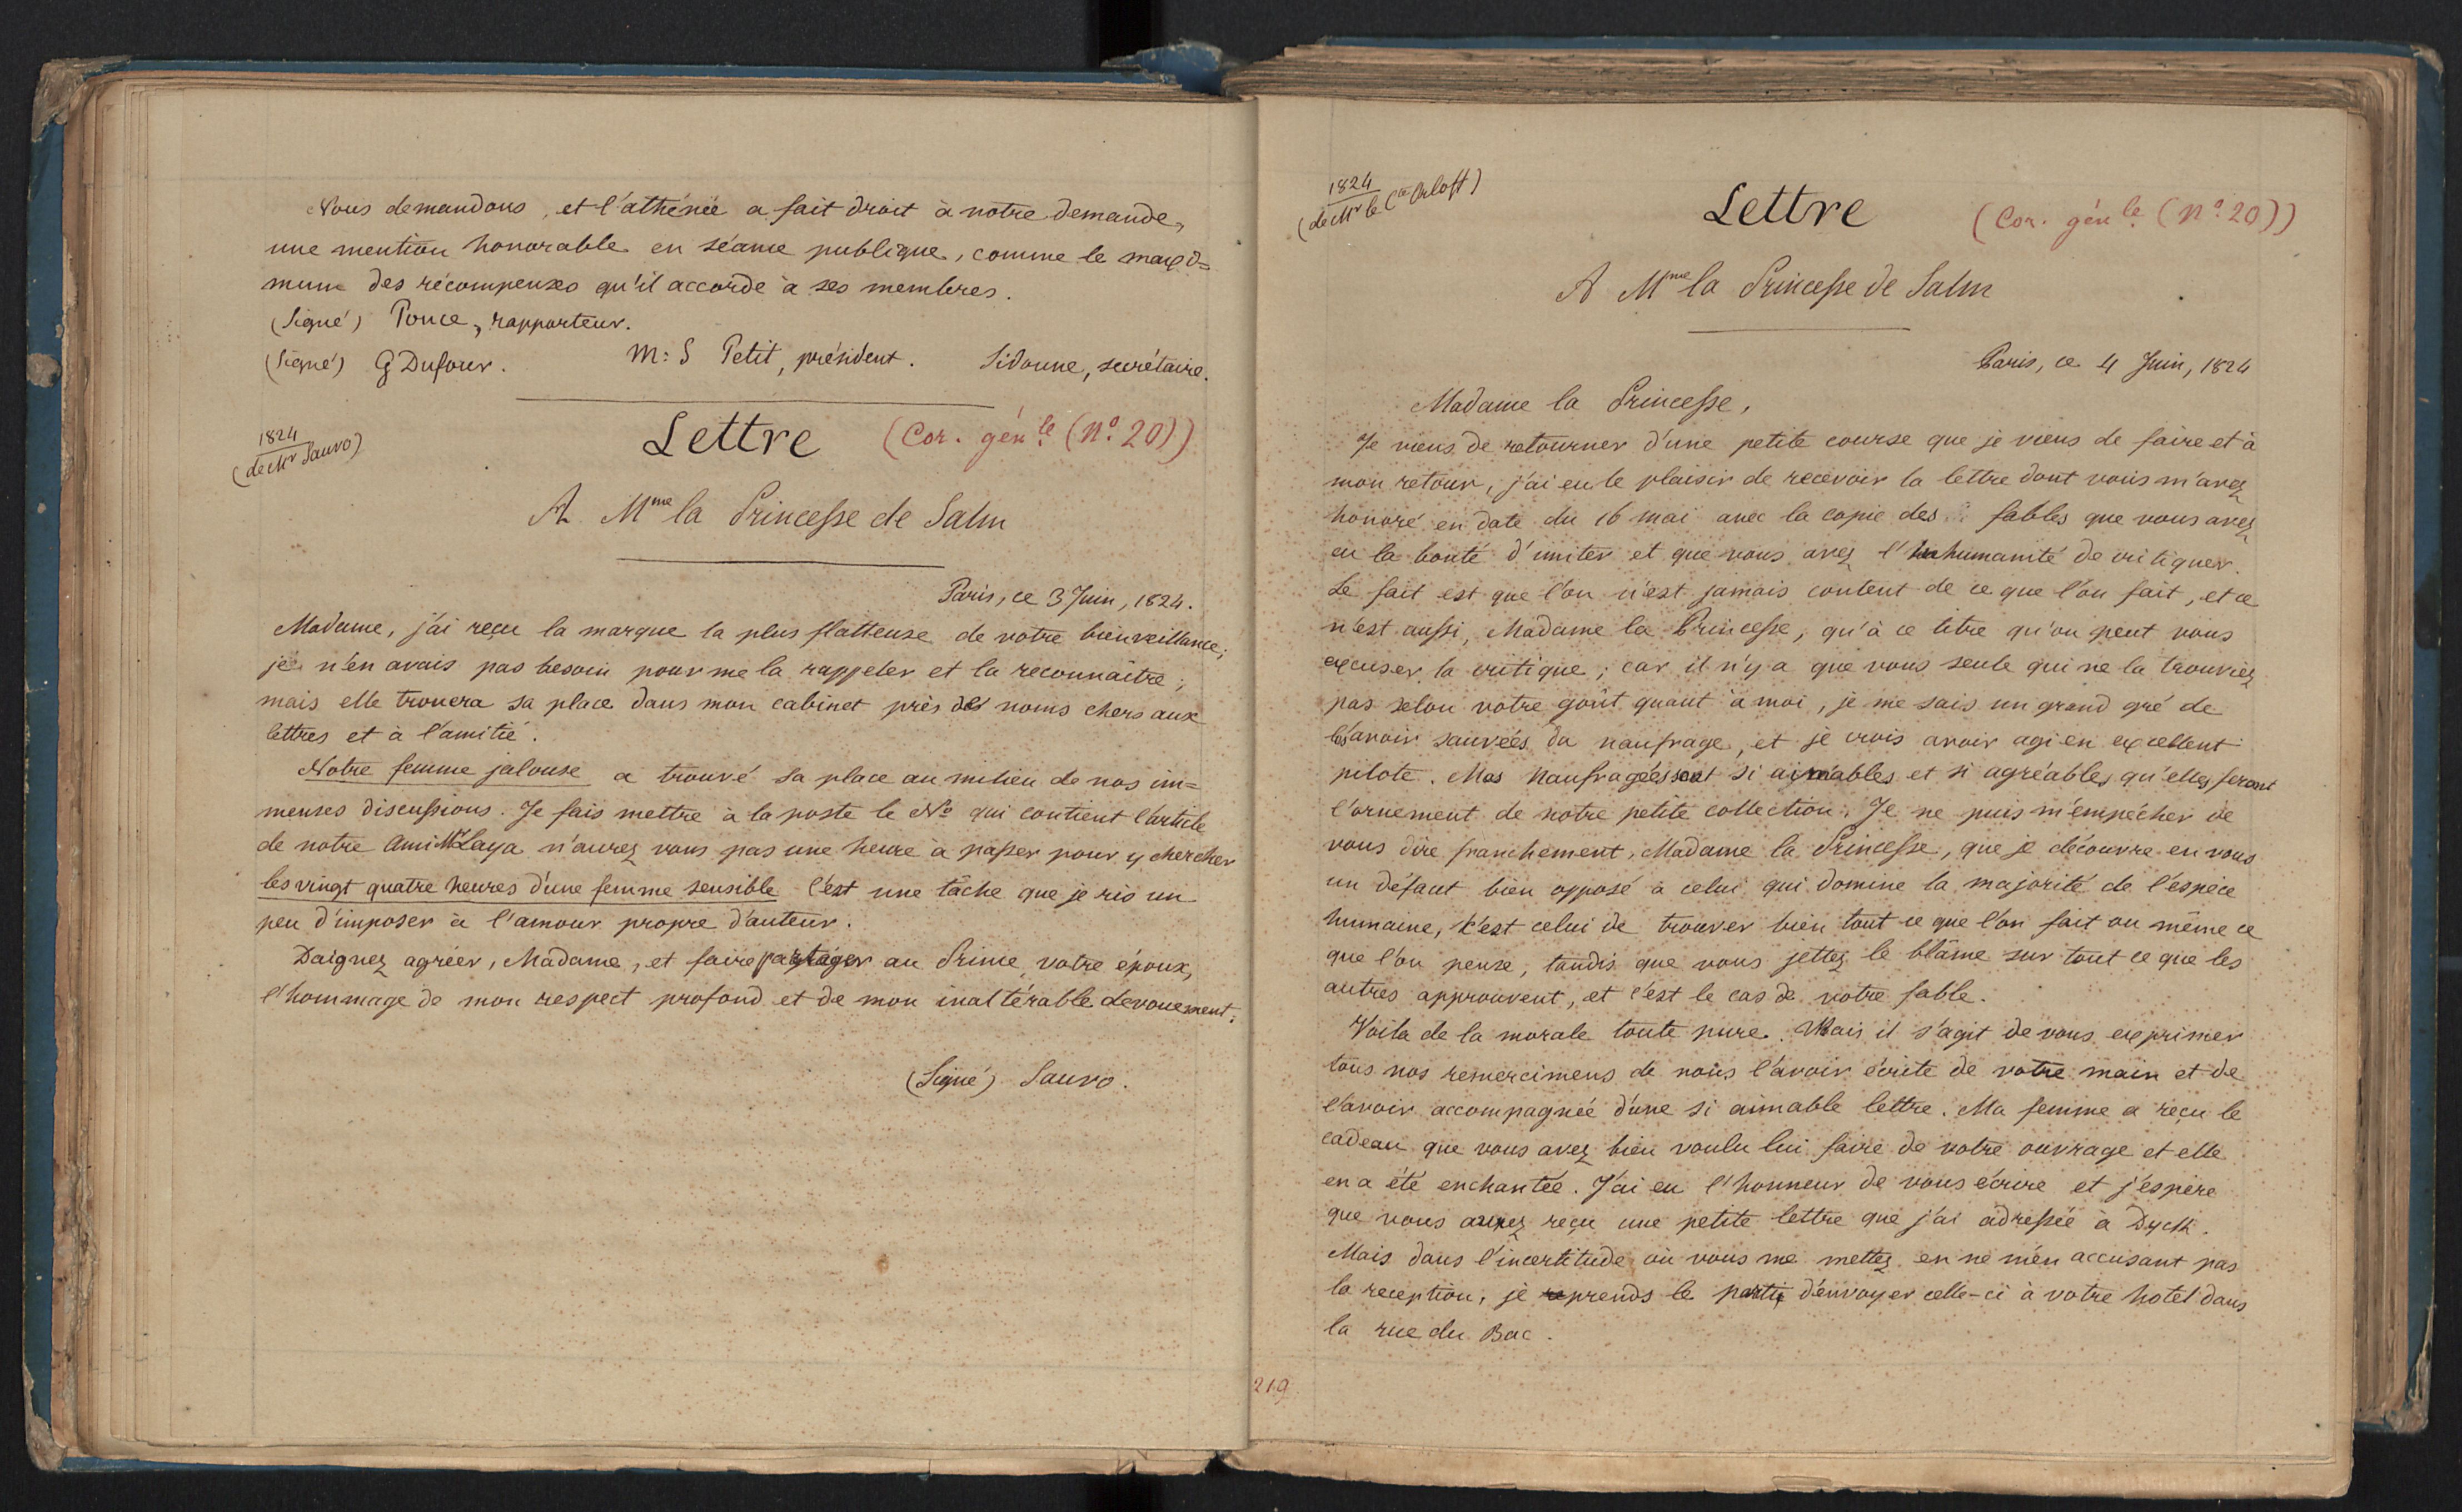 Nous demandons, et l'athénée a fait droit à notre demande,
une mention honorable en séance publique, comme le maxi=
mum des récompenses qu'il accorde à ses membres.
(Signé) Ponce, rapporteur.
(Signé) G Dufour. M: S Petit, président. Sidonne, secrétaire.
1824
(de Mr Sauvo)
Lettre (Cor. génle (No. 20))
A Mme la Princesse de Salm
Paris, ce 3 Juin, 1824.
Madame, j'ai reçu la marque la plus flatteuse de votre bienveillance;
je n'en avais pas besoin pour me la rappeler et la reconnaître;
mais elle trouvera sa place dans mon cabinet près des noms chers aux
lettres et à l'amitié.
Notre femme jalouse a trouvé sa place au milieu de nos im=
menses discussions. Je fais mettre à la poste le No qui contient l'article
de notre ami Mr Laya n'aurez vous pas une heure à passer pour y chercher
les vingt quatre heures d'une femme sensible c'est une tâche que je ris un
peu d'imposer à l'amour propre d'auteur.
Daignez agréer, Madame, et faire partager au Prince, votre époux,
l'hommage de mon respect profond et de mon inaltérable devouement.
(Signé) Sauvo.
1824
(de Mr le Cte Orloff)
Lettre (Cor. génle (No. 20))
A Mme la Princesse de Salm
Paris, ce 4 Juin, 1824
Madame la Princesse,
Je viens de retourner d'une petite course que je viens de faire et à
mon retour, j'ai eu le plaisir de recevoir la lettre dont vous m'avez
honoré en date du 16 mai avec la copie des fables que vous avez
eu la bonté d'imiter et que vous avez l'inhumanité de critiquer.
Le fait est que l'on n'est jamais content de ce que l'on fait, et ce
n'est aussi, Madame la Princesse, qu'à ce titre qu'on peut vous
excuser la critique; car il n'y a que vous seule qui ne la trouviez
pas selon votre goût quant à moi, je me sais un grand gré de
les avoir sauvées du naufrage, et je crois avoir agi en excellent
pilote. Mes naufragées sont si aimables et si agréables, qu'elles seront
l'ornement de notre petite collection. Je ne puis m'empécher de
vous dire franchement, Madame la Princesse, que je découvre en vous
un défaut bien opposé à celui qui domine la majorité de l'espèce
humaine, c'est celui de trouver bien tout ce que l'on fait ou même ce
que l'on pense, tandis que vous jettez le blâme sur tout ce que les
autres approuvent, et c'est le cas de votre fable.
Voila de la morale toute pure. Mais il s'agit de vous exprimer
tous nos remercimens de nous l'avoir écrite de votre main et de
l'avoir accompagnée d'une si aimable lettre. Ma femme a reçu le
cadeau que vous avez bien voulu lui faire de votre ouvrage et elle
en a été enchantée. J'ai eu l'honneur de vous écrire et j'espère
que vous aurez reçu une petite lettre que j'ai adressée à Dyck.
Mais dans l'incertitude où vous me mettez en ne m'en accusant pas
la reception, je prends le parti d'envoyer celle-ci à votre hotel dans
la rue du Bac.
219